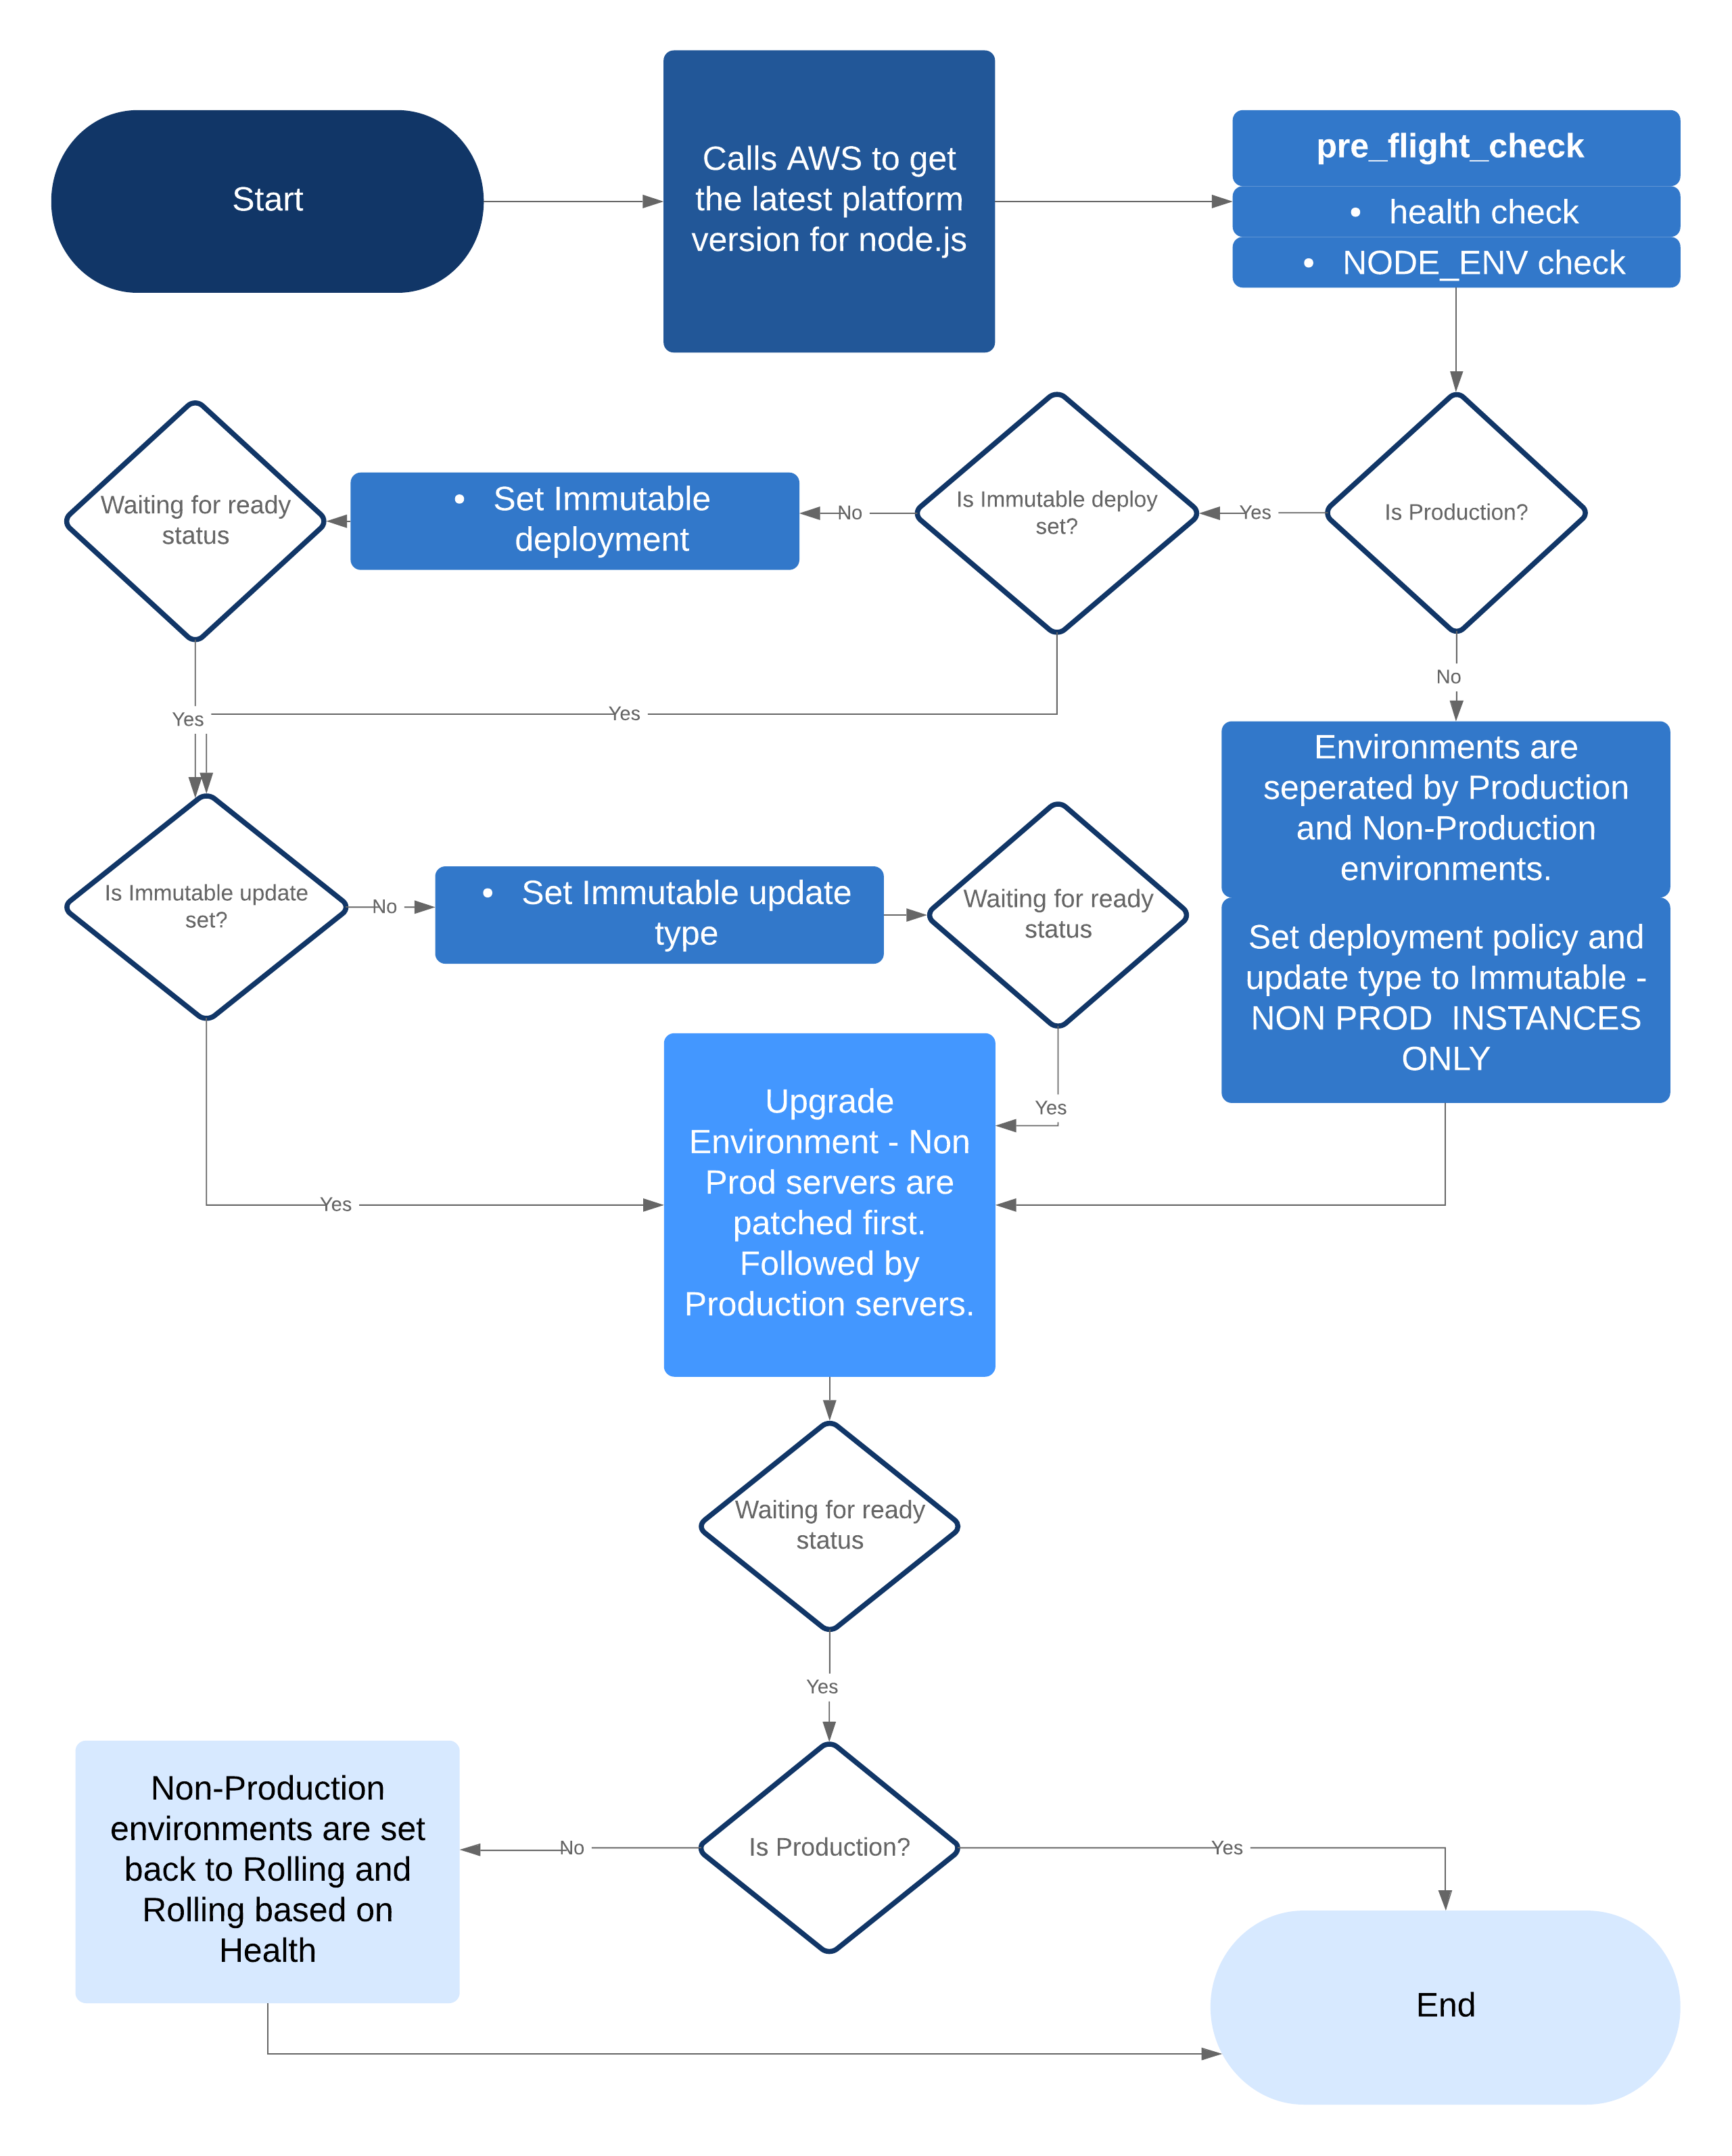 Start
Calls AWS to get
the latest platform
version for node.js
pre_flight_check
• health check
• NODE_ENV check
Waiting for ready
status
• Set Immutable
deployment
No
Is Immutable deploy
set?
Yes
Is Production?
No
Yes
Yes
Environments are
seperated by Production
and Non-Production
environments.
Set deployment policy and
update type to Immutable -
NON PROD  INSTANCES
ONLY
Is Immutable update
set?
No
• Set Immutable update
type
Waiting for ready
status
Yes
Yes
Upgrade
Environment - Non
Prod servers are
patched first.
Followed by
Production servers.
Waiting for ready
status
Yes
Is Production?
No
Yes
Non-Production
environments are set
back to Rolling and
Rolling based on
Health
End